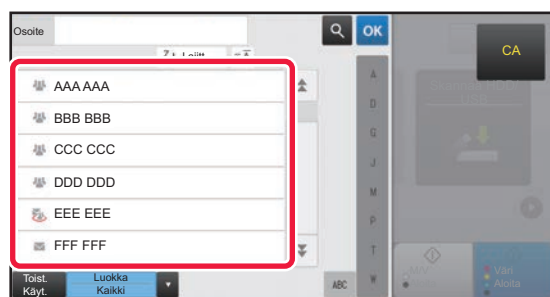 Osoite
OK
CA
AAA AAA
BBB BBB
CCC CCC
DDD DDD
EEE EEE
FFF FFF
A
D
G
J
M
P
T
W
Toist.
Käyt.
Luokka
Kaikki
ABC
Väri
Aloita